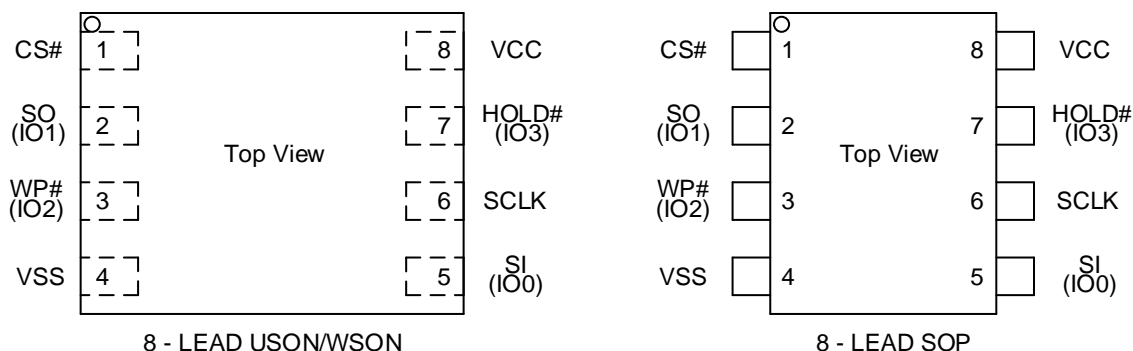 CS#
1
8
VCC
SO
(IO1)
2
7
HOLD#
(IO3)
Top View
WP#
(IO2)
3
6
SCLK
VSS
4
5
SI
(IO0)
8 - LEAD USON/WSON
CS#
1
8
VCC
SO
(IO1)
2
7
HOLD#
(IO3)
Top View
WP#
(IO2)
3
6
SCLK
VSS
4
5
SI
(IO0)
8 - LEAD SOP